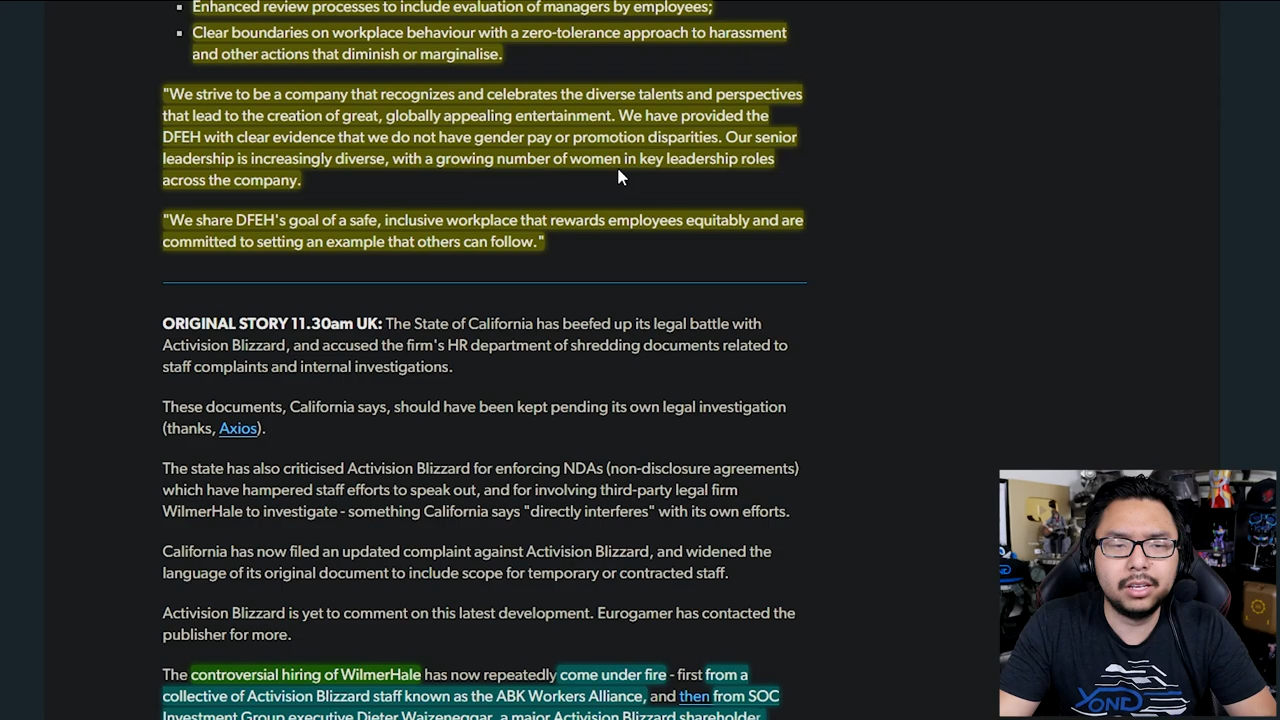 Enhanced review processes to include evaluation of managers by employees;
Clear boundaries on workplace behaviour with a zero-tolerance approach to harassment
and other actions that diminish or marginalise.
"We strive to be a company that recognizes and celebrates the diverse talents and perspectives
that lead to the creation of great, globally appealing entertainment. We have provided the
DFEH with clear evidence that we do not have gender pay or promotion disparities. Our senior
leadership is increasingly diverse, with a growing number of women in key leadership roles
across the company.
"We share DFEH's goal of a safe, inclusive workplace that rewards employees equitably and are
committed to setting an example that others can follow."
ORIGINAL STORY 11.30am UK: The State of California has beefed up its legal battle with
Activision Blizzard, and accused the firm's HR department of shredding documents related to
staff complaints and internal investigations.
These documents, California says, should have been kept pending its own legal investigation
(thanks, Axios).
The state has also criticised Activision Blizzard for enforcing NDAs (non-disclosure agreements)
which have hampered staff efforts to speak out, and for involving third-party legal firm
WilmerHale to investigate - something California says "directly interferes" with its own efforts.
California has now filed an updated complaint against Activision Blizzard, and widened the
language of its original document to include scope for temporary or contracted staff.
Activision Blizzard is yet to comment on this latest development. Eurogamer has contacted the
publisher for more.
The controversial hiring of WilmerHale has now repeatedly come under fire - first from a
collective of Activision Blizzard staff known as the ABK Workers Alliance, and then from SOC
Investment Group executive Dieter Waizeneggar, a major Activision Blizzard shareholder
YOND